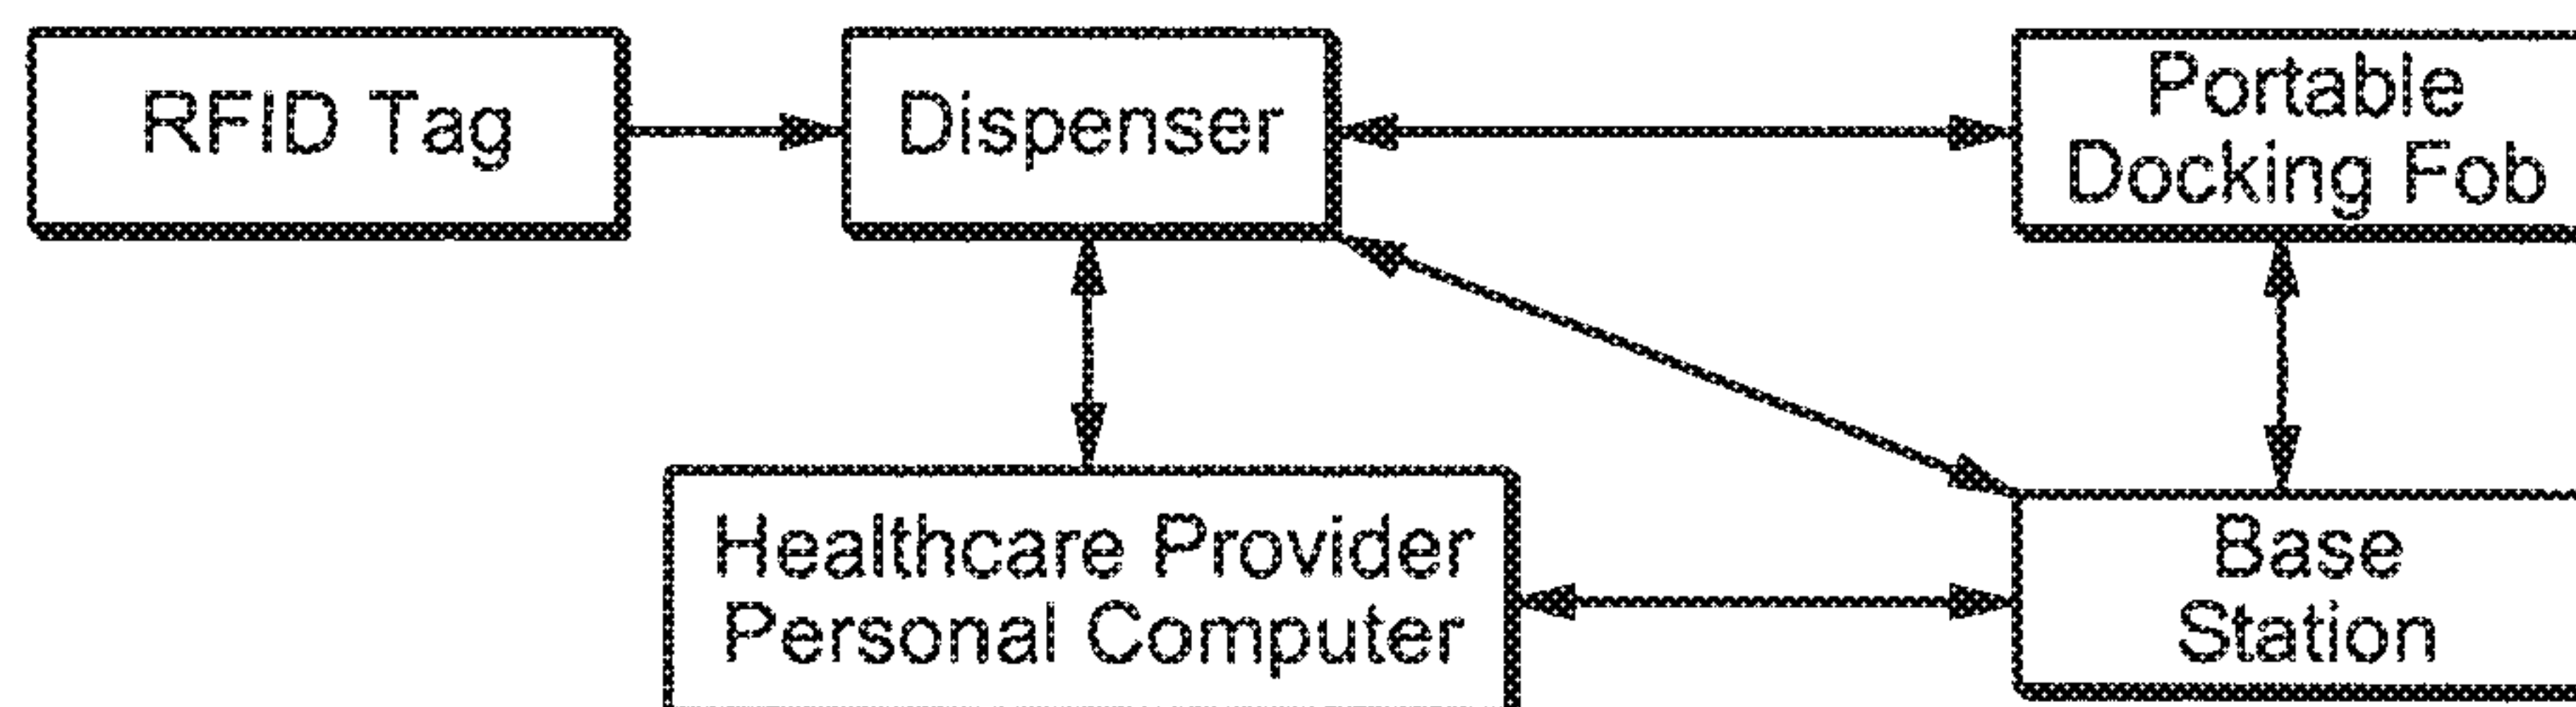 RFID Tag
Dispenser
Portable
Docking Fob
Healthcare Provider
Personal Computer
Base
Station